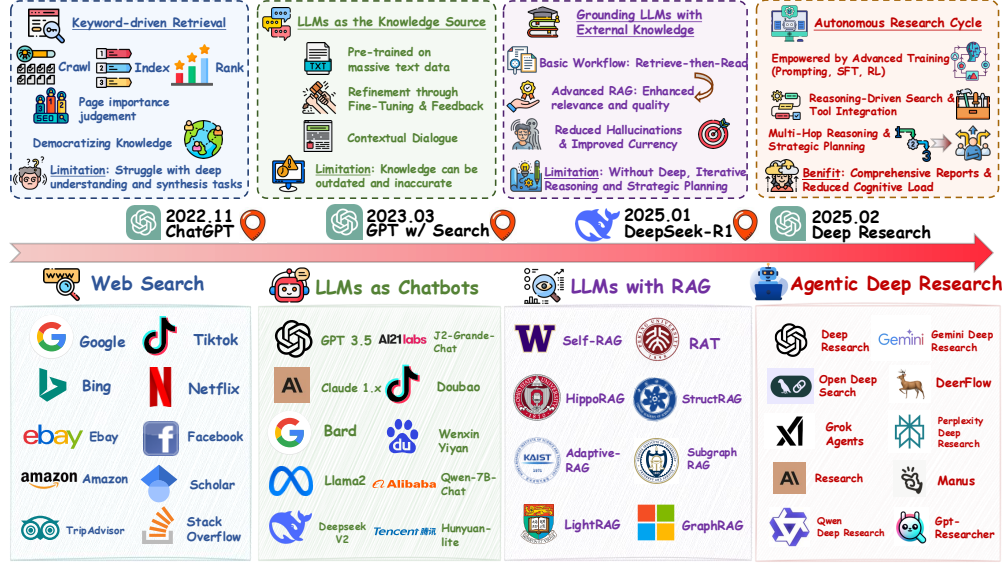 Keyword-driven Retrieval
Crawl
Index
Rank
Page importance
judgement
SEO
Democratizing Knowledge
Limitation: Struggle with deep
understanding and synthesis tasks
LLMs as the Knowledge Source
TXT
Pre-trained on
massive text data
Refinement through
Fine-Tuning & Feedback
Contextual Dialogue
Limitation: Knowledge can be
outdated and inaccurate
Grounding LLMs with
External Knowledge
Basic Workflow: Retrieve-then-Read
Advanced RAG: Enhanced
relevance and quality
Reduced Hallucinations
& Improved Currency
Limitation: Without Deep, Iterative
Reasoning and Strategic Planning
Autonomous Research Cycle
Empowered by Advanced Training
(Prompting, SFT, RL)
Reasoning-Driven Search &
Tool Integration
Multi-Hop Reasoning &
Strategic Planning
Benifit: Comprehensive Reports &
Reduced Cognitive Load
2022.11
ChatGPT
2023.03
GPT w/ Search
2025.01
DeepSeek-R1
2025.02
Deep Research
WWW
Web Search
LLMs as Chatbots
LLMs with RAG
Agentic Deep Research
Google
Tiktok
Bing
Netflix
ebay
Ebay
Facebook
amazon
Amazon
Scholar
TripAdvisor
Stack
Overflow
GPT 3.5
AI21labs
J2-Grande-
Chat
Claude 1.x
Doubao
Bard
du
Wenxin
Yiyan
Llama2
Alibaba
Qwen-7B-
Chat
Deepseek
V2
Tencent 腾讯
Hunyuan-
lite
W
Self-RAG
RAT
HippoRAG
StructRAG
KAIST
Adaptive-
RAG
Subgraph
RAG
LightRAG
GraphRAG
Deep
Research
Gemini
Gemini Deep
Research
Open Deep
Search
DeerFlow
Grok
Agents
Perplexity
Deep
Research
Research
Manus
Qwen
Deep Research
Gpt-
Researcher